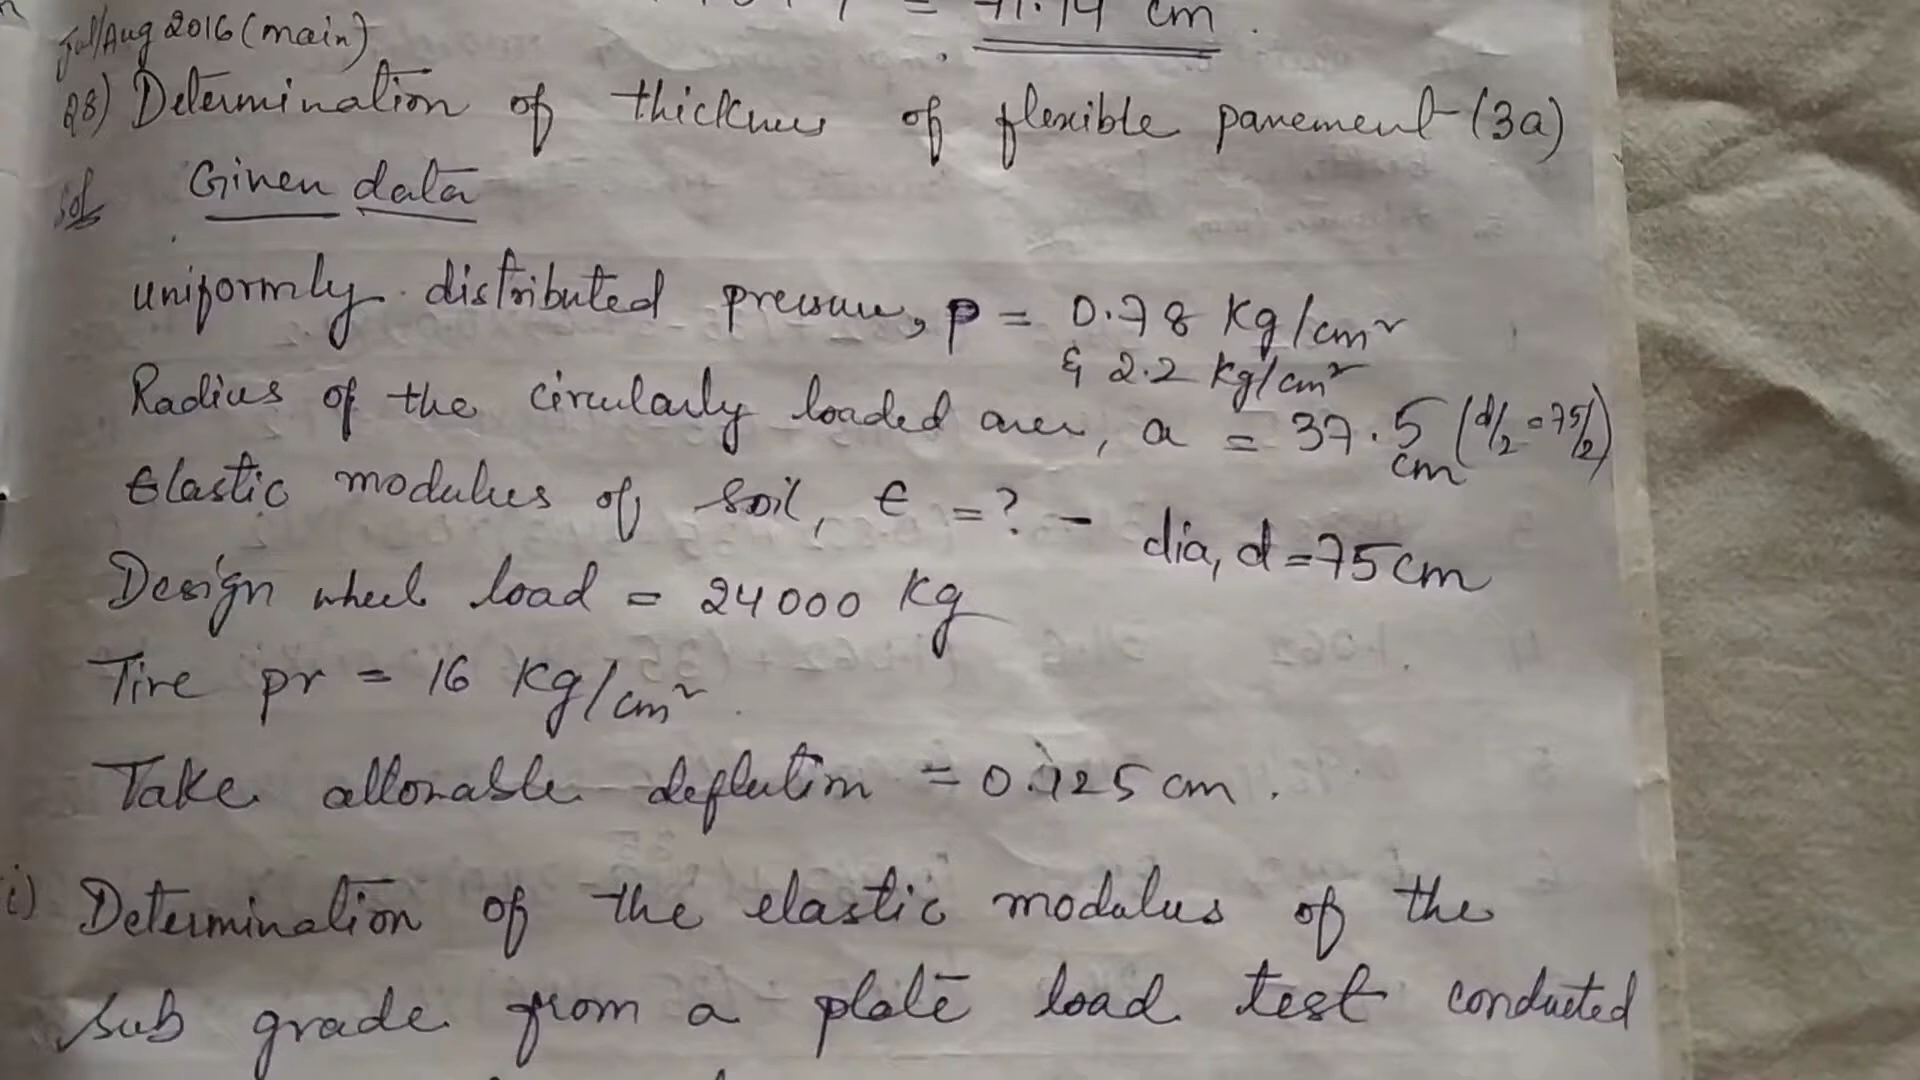 = 71.14 cm.
Jul/Aug 2016 (main)
Q8) Determination of thickness of flexible pavement (3a)
Sol Given data
uniformly distributed pressure, P = 0.78 Kg/cm²
& 2.2 Kg/cm²
Radius of the circularly loaded area, a = 37.5 cm (d/2 = 75/2)
Elastic modulus of soil, E = ? - dia, d = 75 cm
Design wheel load = 24000 Kg
Tire pr = 16 Kg/cm².
Take allowable deflection = 0.125 cm.
i) Determination of the elastic modulus of the
sub grade from a plate load test conducted